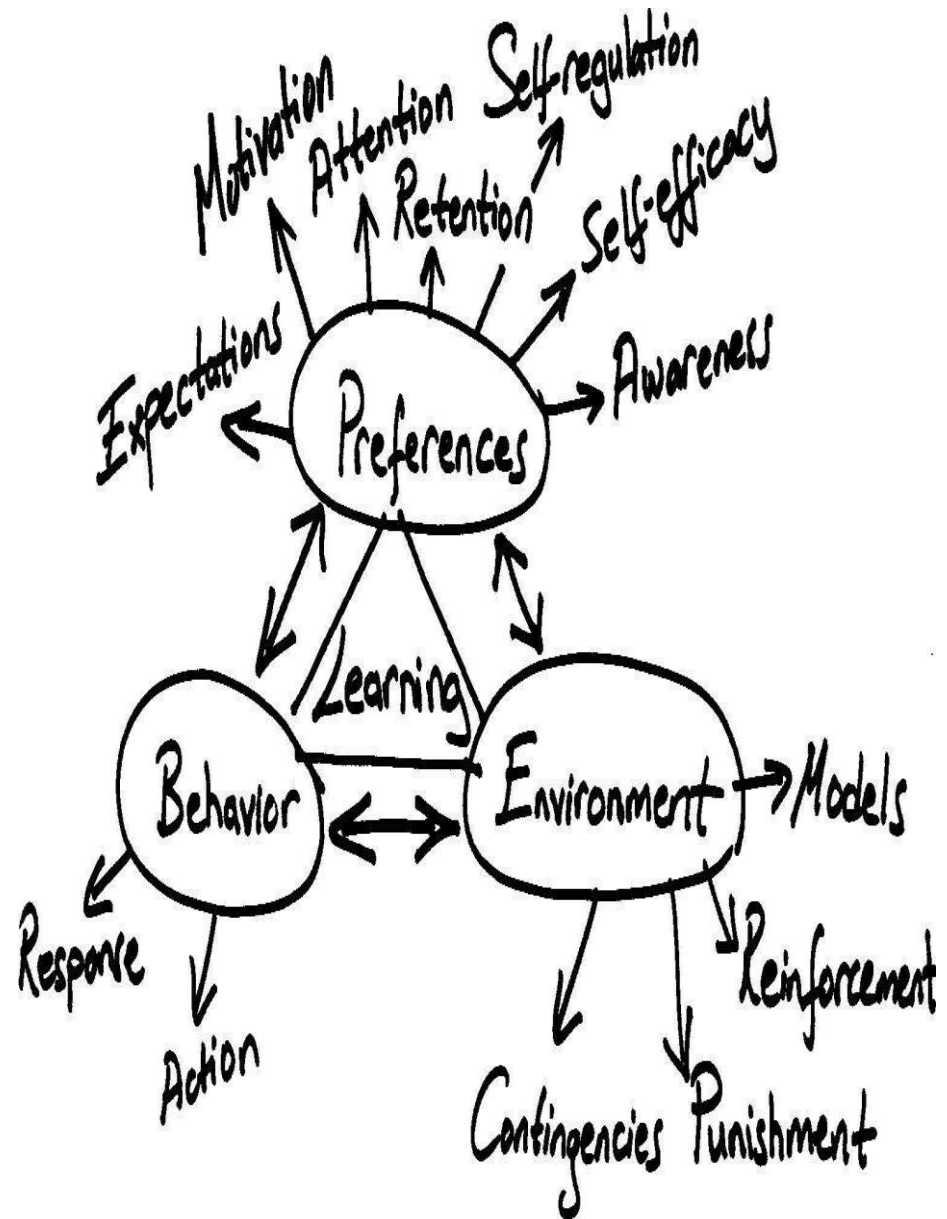 Self-regulation
Motivation
Attention
Retention
Self-efficacy
Expectations
Awareness
Preferences
Learning
Behavior
Environment
Models
Response
Reinforcement
Action
Contingencies
Punishment